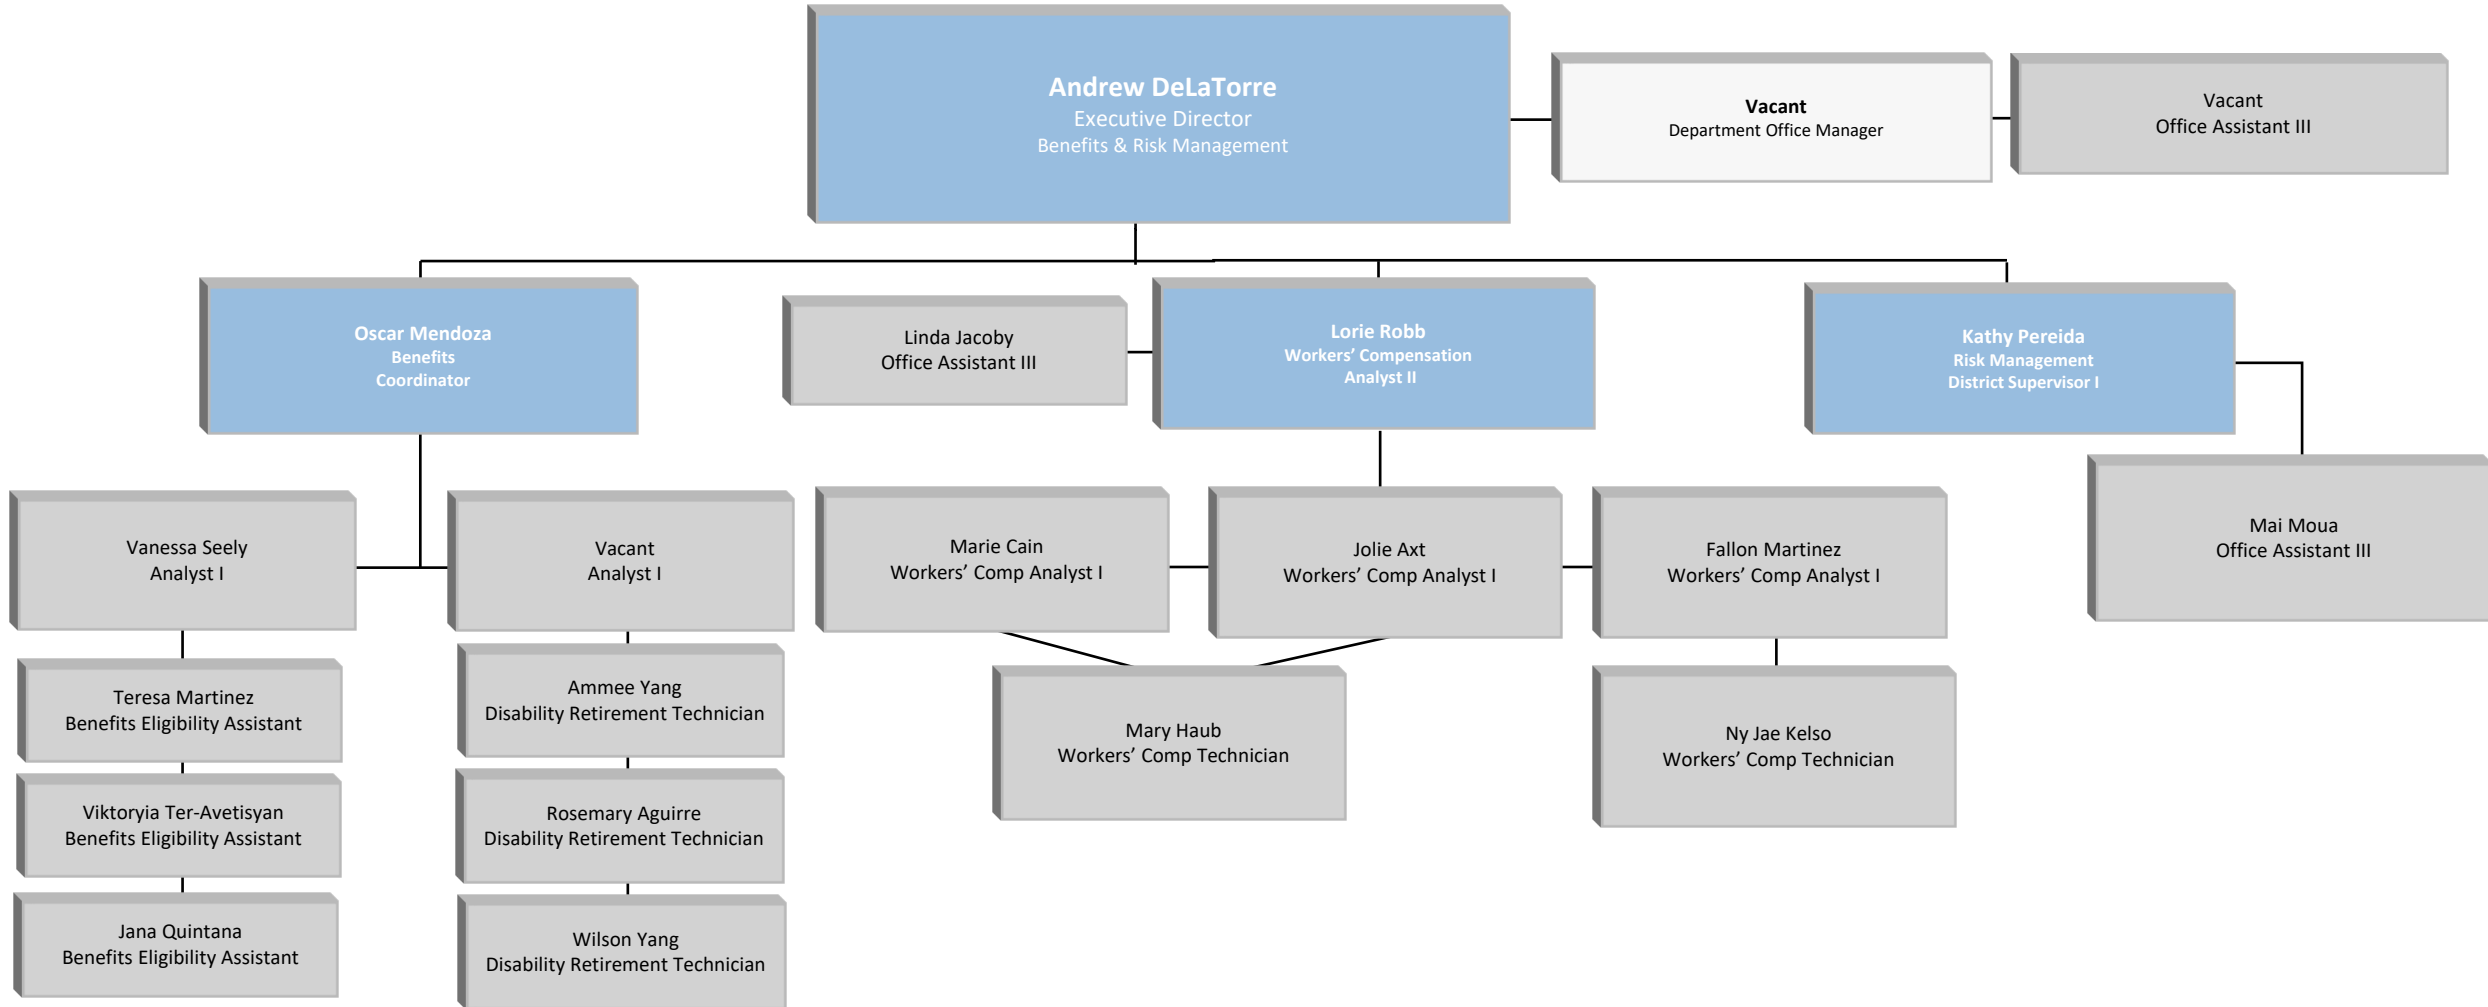 Andrew DeLaTorre
Executive Director
Benefits & Risk Management
Vacant
Department Office Manager
Vacant
Office Assistant III
Oscar Mendoza
Benefits
Coordinator
Linda Jacoby
Office Assistant III
Lorie Robb
Workers’ Compensation
Analyst II
Kathy Pereida
Risk Management
District Supervisor I
Vanessa Seely
Analyst I
Vacant
Analyst I
Marie Cain
Workers’ Comp Analyst I
Jolie Axt
Workers’ Comp Analyst I
Fallon Martinez
Workers’ Comp Analyst I
Mai Moua
Office Assistant III
Teresa Martinez
Benefits Eligibility Assistant
Ammee Yang
Disability Retirement Technician
Mary Haub
Workers’ Comp Technician
Ny Jae Kelso
Workers’ Comp Technician
Viktoryia Ter-Avetisyan
Benefits Eligibility Assistant
Rosemary Aguirre
Disability Retirement Technician
Jana Quintana
Benefits Eligibility Assistant
Wilson Yang
Disability Retirement Technician